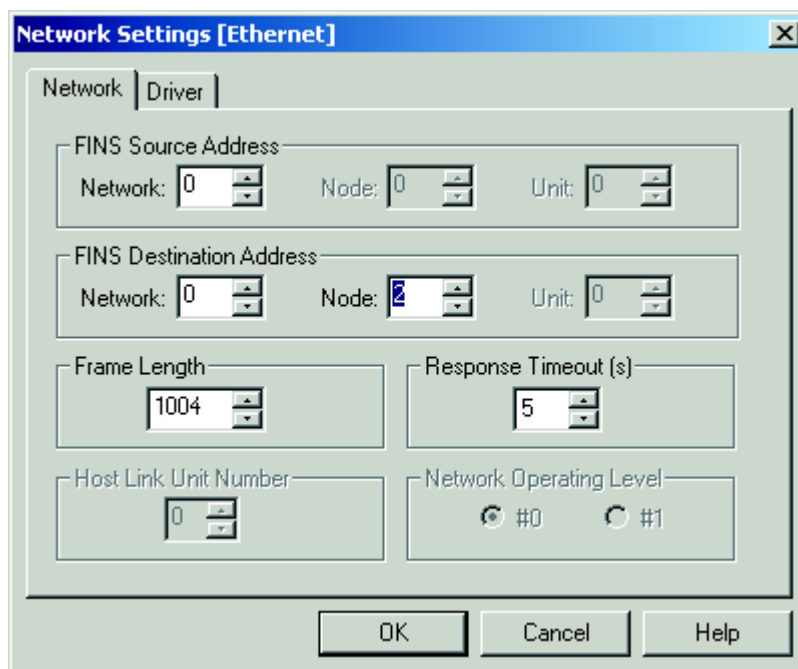 Network Settings [Ethernet]
Network Driver
FINS Source Address
Network: 0 Node: 0 Unit: 0
FINS Destination Address
Network: 0 Node: 2 Unit: 0
Frame Length Response Timeout (s)
1004 5
Host Link Unit Number Network Operating Level
0 #0 #1
OK Cancel Help